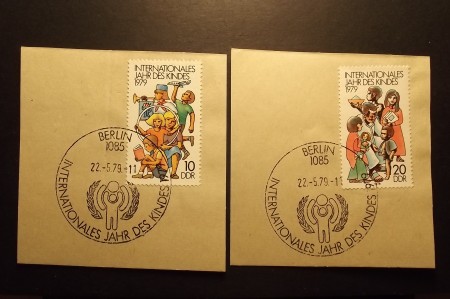 INTERNATIONALES
JAHR DES KINDES
1979
10
DDR
BERLIN
1085
22.-5.79.-11
INTERNATIONALES JAHR DES KINDES
INTERNATIONALES
JAHR DES KINDES
1979
20
DDR
BERLIN
1085
22.-5.79.-1
INTERNATIONALES JAHR DES KINDES